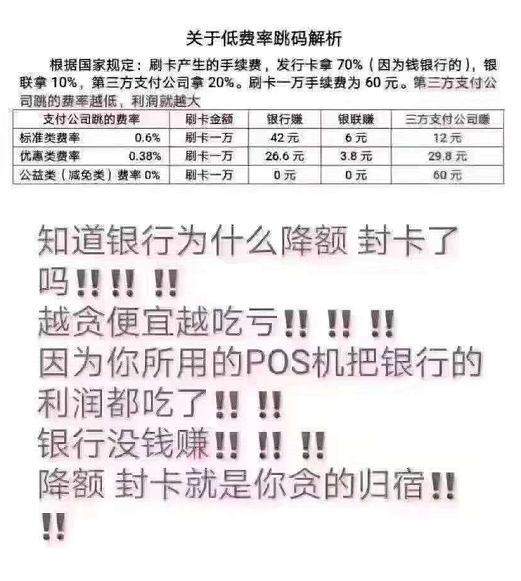 关于低费率跳码解析
根据国家规定：刷卡产生的手续费，发行卡拿 70%（因为钱银行的），银
联拿 10%，第三方支付公司拿 20%。刷卡一万手续费为 60 元。第三方支付公
司跳的费率越低，利润就越大
支付公司跳的费率 刷卡金额 银行赚 银联赚 三方支付公司赚
标准类费率 0.6% 刷卡一万 42 元 6 元 12 元
优惠类费率 0.38% 刷卡一万 26.6 元 3.8 元 29.8 元
公益类（减免类）费率 0% 刷卡一万 0 元 0 元 60 元
知道银行为什么降额 封卡了
吗‼️‼️ ‼️
越贪便宜越吃亏‼️ ‼️ ‼️
因为你所用的POS机把银行的
利润都吃了‼️ ‼️
银行没钱赚‼️ ‼️ ‼️
降额 封卡就是你贪的归宿‼️
‼️